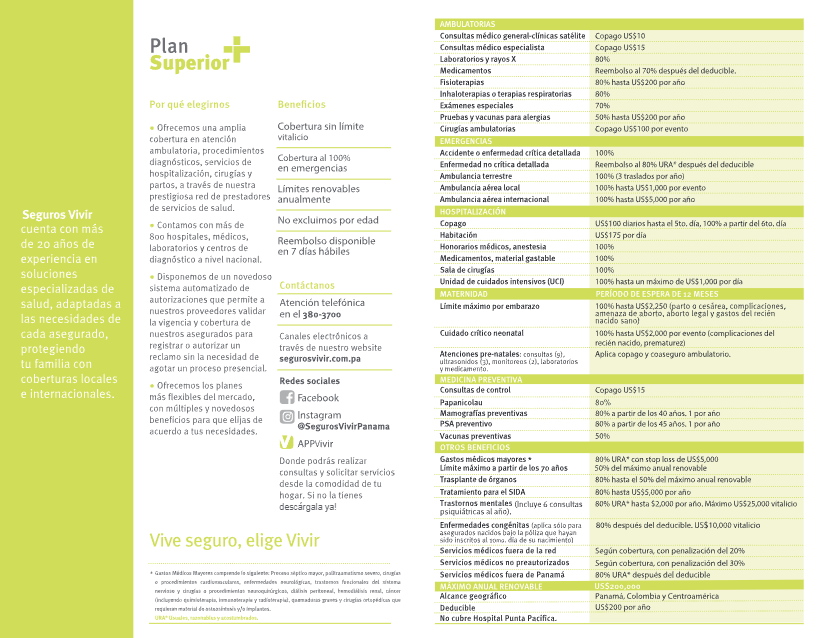 Seguros Vivir
cuenta con más
de 20 años de
experiencia en
soluciones
especializadas de
salud, adaptadas a
las necesidades de
cada asegurado,
protegiendo
tu familia con
coberturas locales
e internacionales.
Plan
Superior+
Por qué elegirnos
• Ofrecemos una amplia
cobertura en atención
ambulatoria, procedimientos
diagnósticos, servicios de
hospitalización, cirugías y
partos, a través de nuestra
prestigiosa red de prestadores
de servicios de salud.
• Contamos con más de
800 hospitales, médicos,
laboratorios y centros de
diagnóstico a nivel nacional.
• Disponemos de un novedoso
sistema automatizado de
autorizaciones que permite a
nuestros proveedores validar
la vigencia y cobertura de
nuestros asegurados para
registrar o autorizar un
reclamo sin la necesidad de
agotar un proceso presencial.
• Ofrecemos los planes
más flexibles del mercado,
con múltiples y novedosos
beneficios para que elijas de
acuerdo a tus necesidades.
Beneficios
Cobertura sin límite
vitalicio
Cobertura al 100%
en emergencias
Límites renovables
anualmente
No excluimos por edad
Reembolso disponible
en 7 días hábiles
Contáctanos
Atención telefónica
en el 380-3700
Canales electrónicos a
través de nuestro website
segurosvivir.com.pa
Redes sociales
Facebook
Instagram
@SegurosVivirPanama
APPVivir
Donde podrás realizar
consultas y solicitar servicios
desde la comodidad de tu
hogar. Si no la tienes
descárgala ya!
Vive seguro, elige Vivir
* Gastos Médicos Mayores comprende lo siguiente: Proceso séptico mayor, politraumatismo severo, cirugías
o procedimientos cardiovasculares, enfermedades neurológicas, trastornos funcionales del sistema
nervioso y cirugías o procedimientos neuroquirúrgicos, diálisis peritoneal, hemodiálisis renal, cáncer
(incluyendo quimioterapia, inmunoterapia y radioterapia), quemaduras graves y cirugías ortopédicas que
requieran material de osteosíntesis y/o implantes.
URA* Usuales, razonables y acostumbrados.
AMBULATORIAS
Consultas médico general-clínicas satélite Copago US$10
Consultas médico especialista Copago US$15
Laboratorios y rayos X 80%
Medicamentos Reembolso al 70% después del deducible.
Fisioterapias 80% hasta US$200 por año
Inhaloterapias o terapias respiratorias 80%
Exámenes especiales 70%
Pruebas y vacunas para alergias 50% hasta US$200 por año
Cirugías ambulatorias Copago US$100 por evento
EMERGENCIAS
Accidente o enfermedad crítica detallada 100%
Enfermedad no crítica detallada Reembolso al 80% URA* después del deducible
Ambulancia terrestre 100% (3 traslados por año)
Ambulancia aérea local 100% hasta US$1,000 por evento
Ambulancia aérea internacional 100% hasta US$5,000 por año
HOSPITALIZACIÓN
Copago US$100 diarios hasta el 5to. día, 100% a partir del 6to. día
Habitación US$175 por día
Honorarios médicos, anestesia 100%
Medicamentos, material gastable 100%
Sala de cirugías 100%
Unidad de cuidados intensivos (UCI) 100% hasta un máximo de US$1,000 por día
MATERNIDAD PERÍODO DE ESPERA DE 12 MESES
Límite máximo por embarazo 100% hasta US$2,250 (parto o cesárea, complicaciones,
amenaza de aborto, aborto legal y gastos del recién
nacido sano)
Cuidado crítico neonatal 100% hasta US$2,000 por evento (complicaciones del
recién nacido, prematurez)
Atenciones pre-natales: consultas (9), Aplica copago y coaseguro ambulatorio.
ultrasonidos (3), monitoreos (2), laboratorios
y medicamento.
MEDICINA PREVENTIVA
Consultas de control Copago US$15
Papanicolau 80%
Mamografías preventivas 80% a partir de los 40 años. 1 por año
PSA preventivo 80% a partir de los 45 años. 1 por año
Vacunas preventivas 50%
OTROS BENEFICIOS
Gastos médicos mayores * 80% URA* con stop loss de US$5,000
Límite máximo a partir de los 70 años 50% del máximo anual renovable
Trasplante de órganos 80% hasta el 50% del máximo anual renovable
Tratamiento para el SIDA 80% hasta US$5,000 por año
Trastornos mentales (Incluye 6 consultas 80% URA* hasta $2,000 por año. Máximo US$25,000 vitalicio
psiquiátricas al año).
Enfermedades congénitas (aplica sólo para 80% después del deducible. US$10,000 vitalicio
asegurados nacidos bajo la póliza que hayan
sido inscritos al 30mo. día de su nacimiento)
Servicios médicos fuera de la red Según cobertura, con penalización del 20%
Servicios médicos no preautorizados Según cobertura, con penalización del 30%
Servicios médicos fuera de Panamá 80% URA* después del deducible
MÁXIMO ANUAL RENOVABLE US$200,000
Alcance geográfico Panamá, Colombia y Centroamérica
Deducible US$200 por año
No cubre Hospital Punta Pacífica.